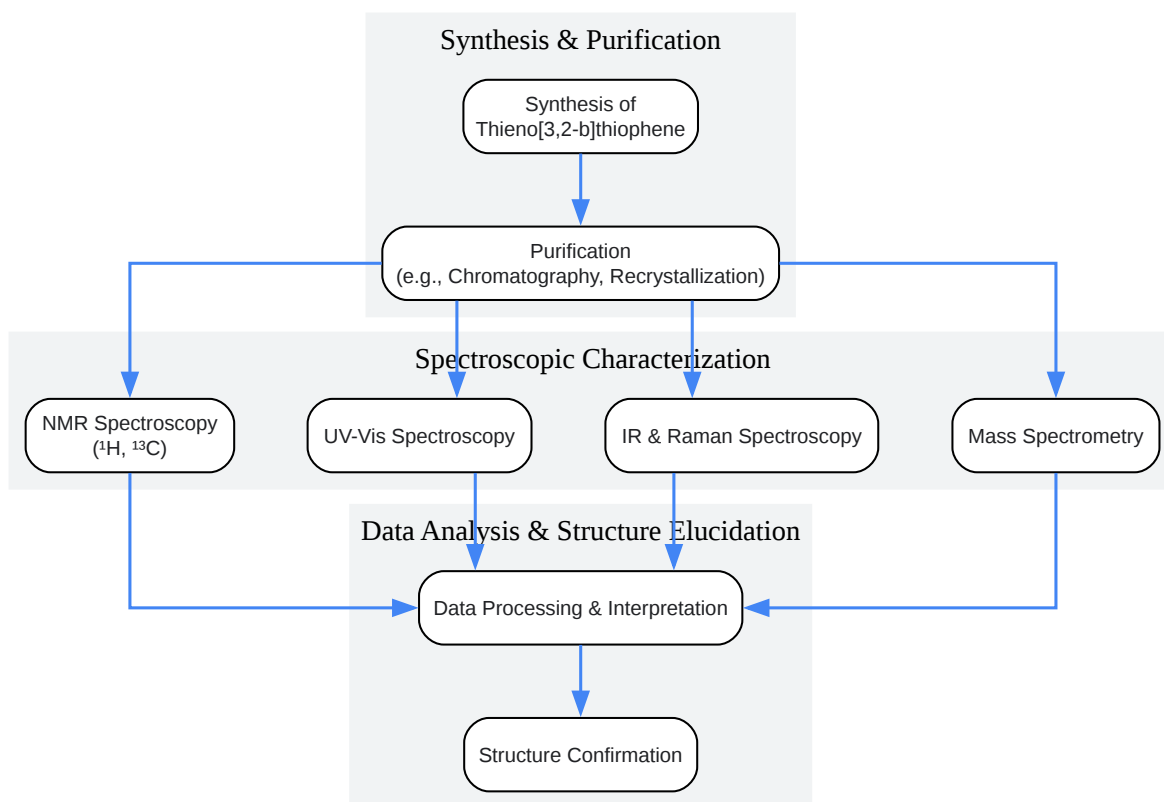 Synthesis & Purification
Synthesis of
Thieno[3,2-b]thiophene
Purification
(e.g., Chromatography, Recrystallization)
Spectroscopic Characterization
NMR Spectroscopy
(¹H, ¹³C)
UV-Vis Spectroscopy
IR & Raman Spectroscopy
Mass Spectrometry
Data Analysis & Structure Elucidation
Data Processing & Interpretation
Structure Confirmation